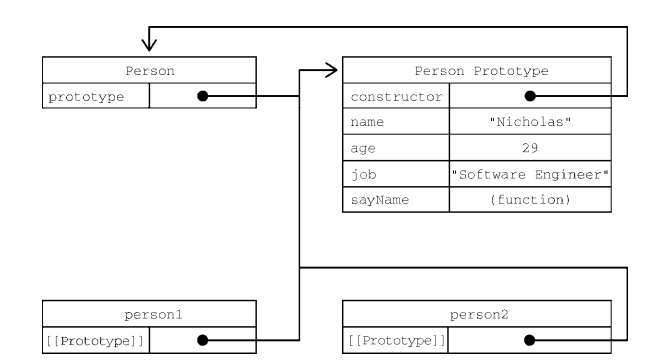 Person
prototype
Person Prototype
constructor
name "Nicholas"
age 29
job "Software Engineer"
sayName (function)
person1
[[Prototype]]
person2
[[Prototype]]